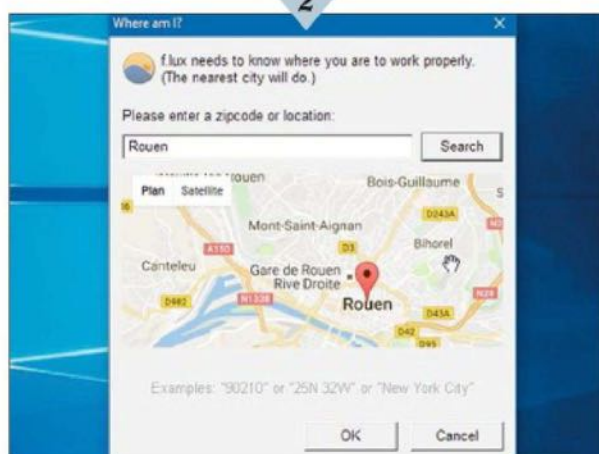 2
Where am I?
f.lux needs to know where you are to work properly.
(The nearest city will do.)
Please enter a zipcode or location:
Rouen
Search
Plan Satellite
Bois-Guillaume
D243A
Mont-Saint-Aignan
A150
D3
Bihorel
Canteleu
Gare de Rouen
Rive Droite
D982
N1338
Rouen
N28
D43A
D42
D95
Examples: "90210" or "25N 32W" or "New York City"
OK
Cancel